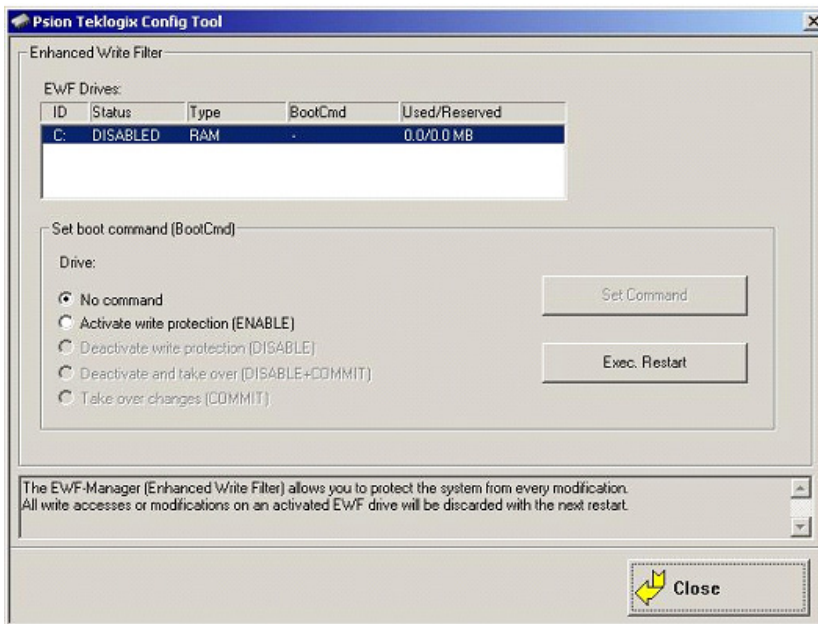 Psion Teklogix Config Tool
Enhanced Write Filter
EWF Drives:
ID Status Type BootCmd Used/Reserved
C: DISABLED RAM - 0.0/0.0 MB
Set boot command (BootCmd)
Drive:
No command
Activate write protection (ENABLE)
Deactivate write protection (DISABLE)
Deactivate and take over (DISABLE+COMMIT)
Take over changes (COMMIT)
Set Command
Exec. Restart
The EWF-Manager (Enhanced Write Filter) allows you to protect the system from every modification.
All write accesses or modifications on an activated EWF drive will be discarded with the next restart.
Close